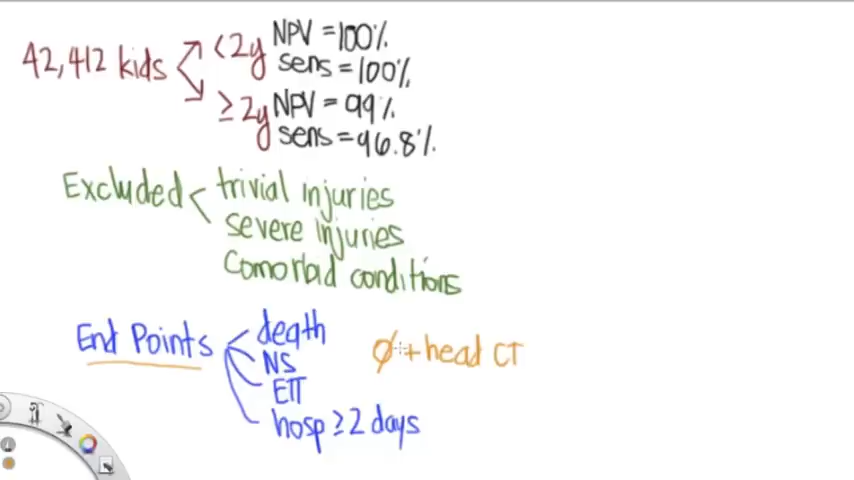 42,412 kids
<2y NPV = 100%
sens = 100%
≥2y NPV = 99%
sens = 96.8%
Excluded trivial injuries
severe injuries
Comorbid conditions
End Points death
NS
ETT
hosp ≥ 2 days
Ø + head CT